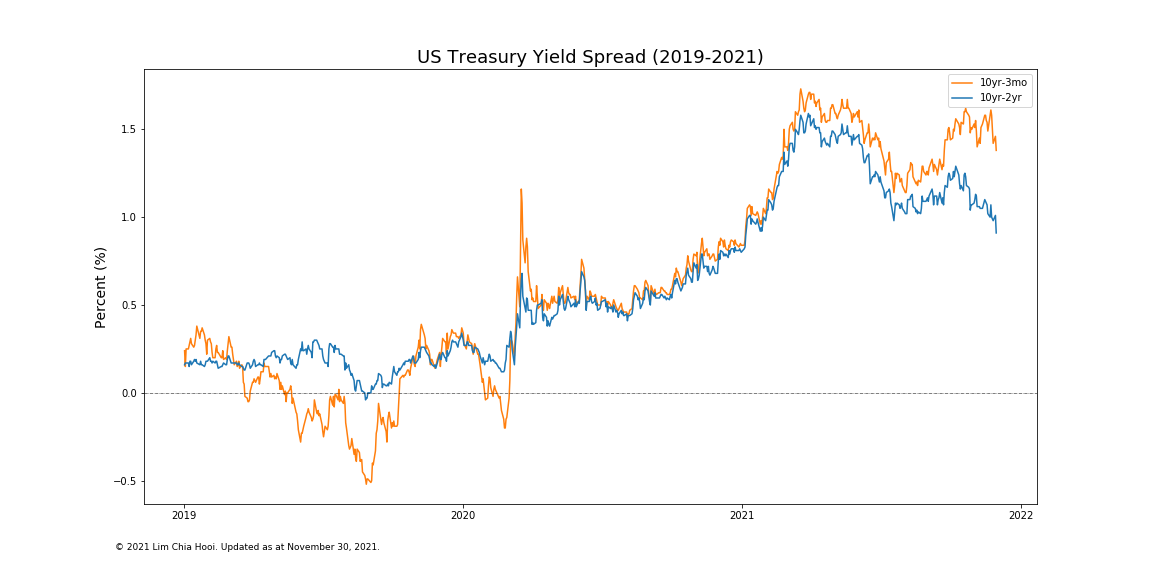 US Treasury Yield Spread (2019-2021)
10yr-3mo
10yr-2yr
Percent (%)
1.5
1.0
0.5
0.0
−0.5
2019 2020 2021 2022
© 2021 Lim Chia Hooi. Updated as at November 30, 2021.